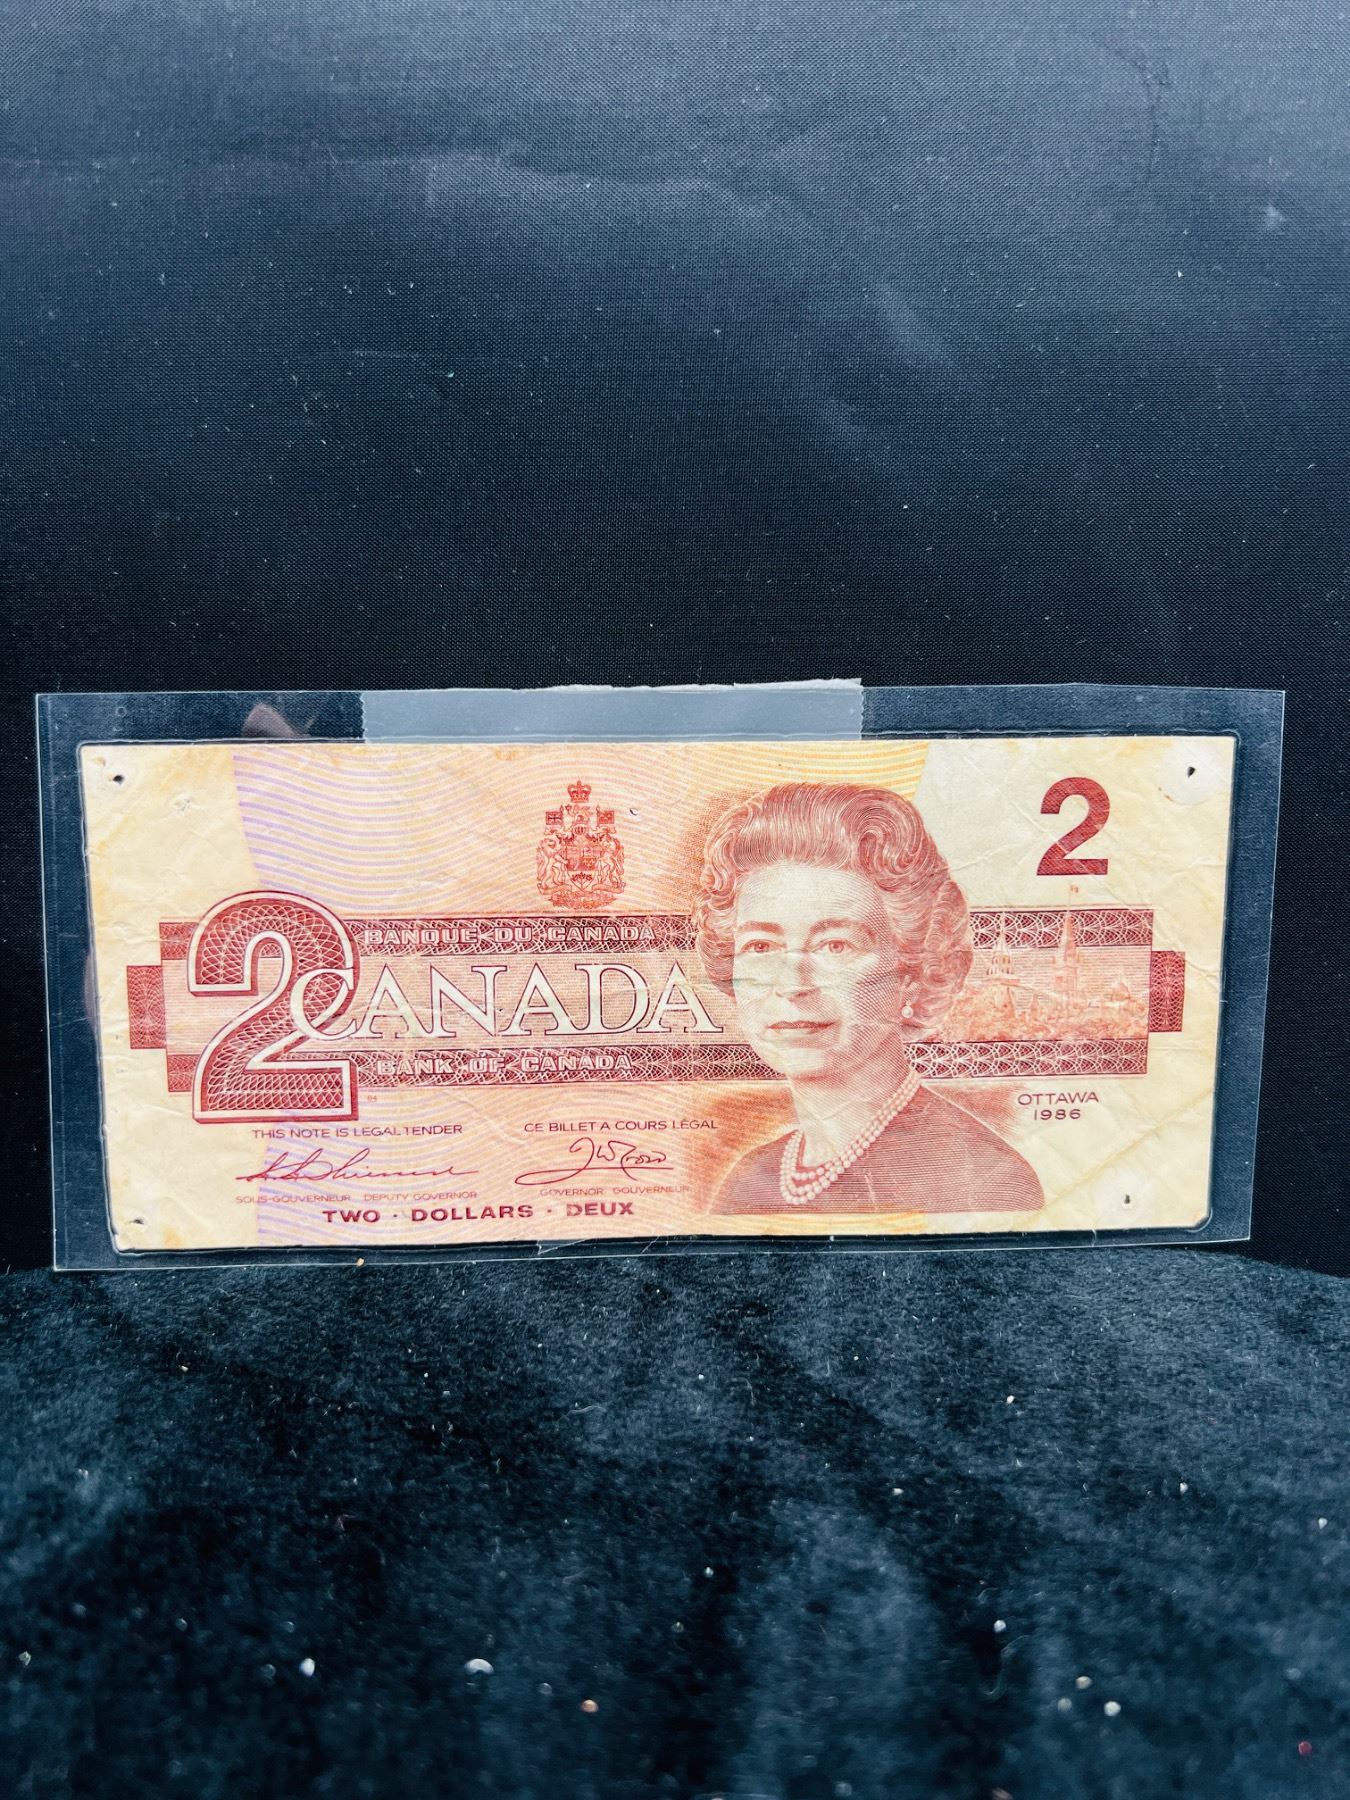 2
BANQUE DU CANADA
2 CANADA
BANK OF CANADA
OTTAWA
1986
THIS NOTE IS LEGAL TENDER
CE BILLET A COURS LÉGAL
SOUS-GOUVERNEUR DEPUTY GOVERNOR
GOVERNOR GOUVERNEUR
TWO · DOLLARS · DEUX